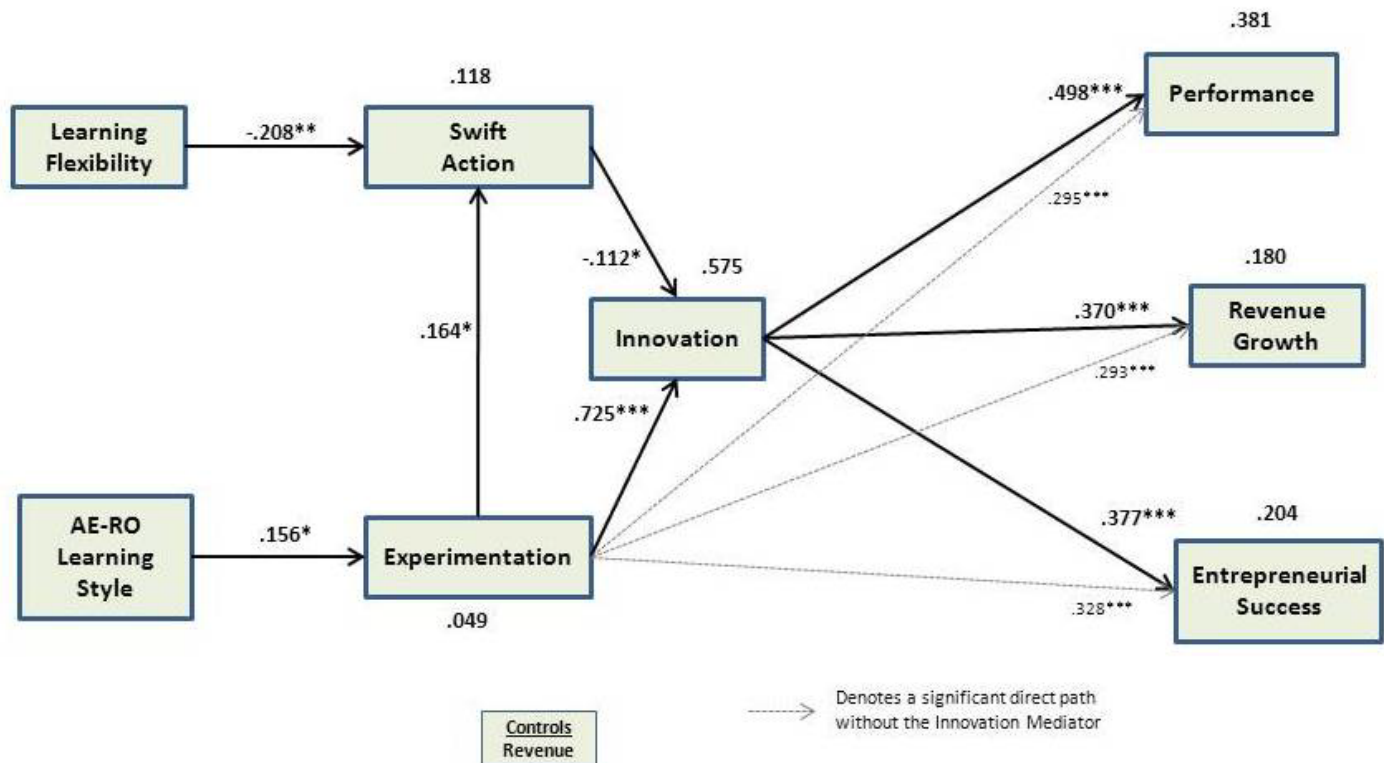 .381
Performance
.118
.498***
Learning
Flexibility
-.208**
Swift
Action
.295***
-.112*
.575
.180
.164*
Innovation
.370***
Revenue
Growth
.293***
.725***
AE-RO
Learning
Style
.156*
Experimentation
.049
.377***
.204
Entrepreneurial
Success
.328***
Controls
Revenue
Denotes a significant direct path
without the Innovation Mediator